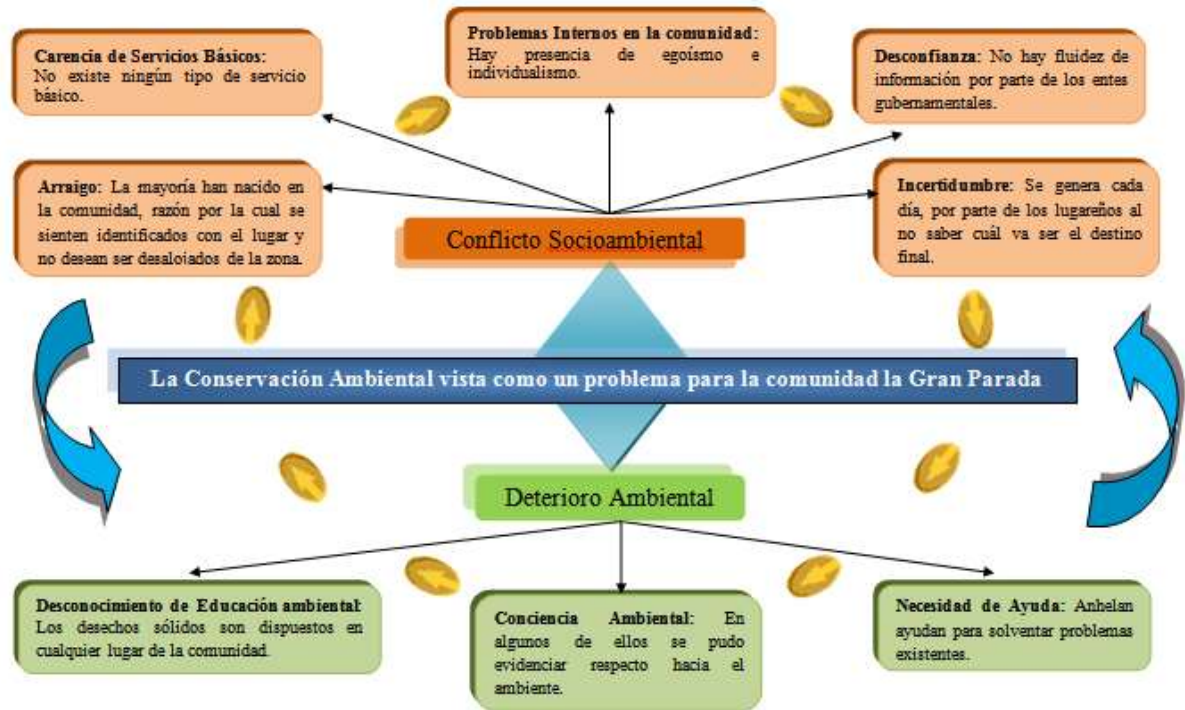 Carencia de Servicios Básicos:
No existe ningún tipo de servicio
básico.
Problemas Internos en la comunidad:
Hay presencia de egoísmo e
individualismo.
Desconfianza: No hay fluidez de
información por parte de los entes
gubernamentales.
Arraigo: La mayoría han nacido en
la comunidad, razón por la cual se
sienten identificados con el lugar y
no desean ser desalojados de la zona.
Incertidumbre: Se genera cada
día, por parte de los lugareños al
no saber cuál va ser el destino
final.
Conflicto Socioambiental
La Conservación Ambiental vista como un problema para la comunidad la Gran Parada
Deterioro Ambiental
Desconocimiento de Educación ambiental:
Los desechos sólidos son dispuestos en
cualquier lugar de la comunidad.
Conciencia Ambiental: En
algunos de ellos se pudo
evidenciar respecto hacia el
ambiente.
Necesidad de Ayuda: Anhelan
ayudan para solventar problemas
existentes.